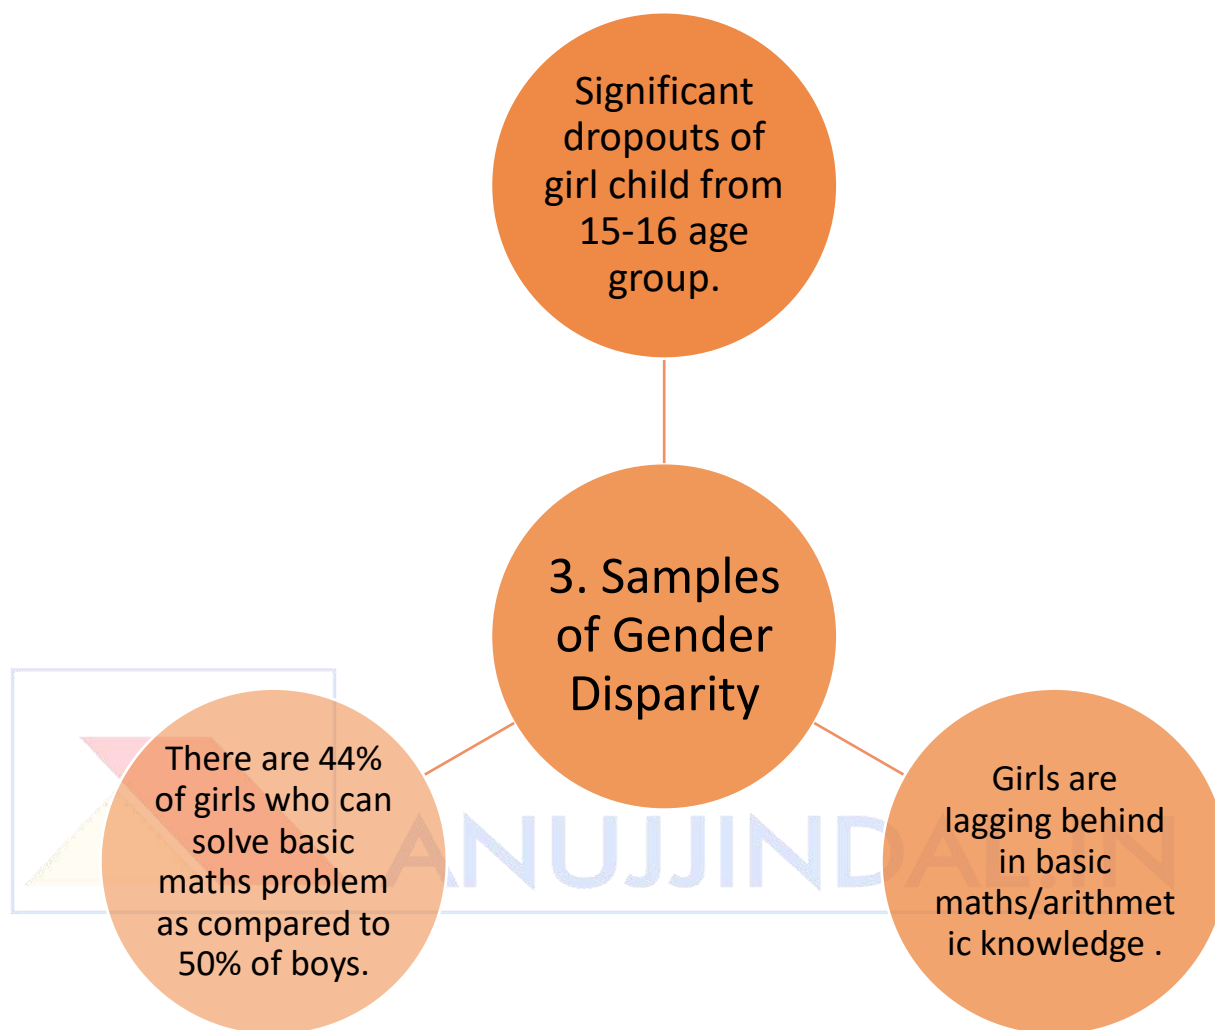 Significant
dropouts of
girl child from
15-16 age
group.
3. Samples
of Gender
Disparity
There are 44%
of girls who can
solve basic
maths problem
as compared to
50% of boys.
Girls are
lagging behind
in basic
maths/arithmet
ic knowledge .
ANUJJINDAL.IN